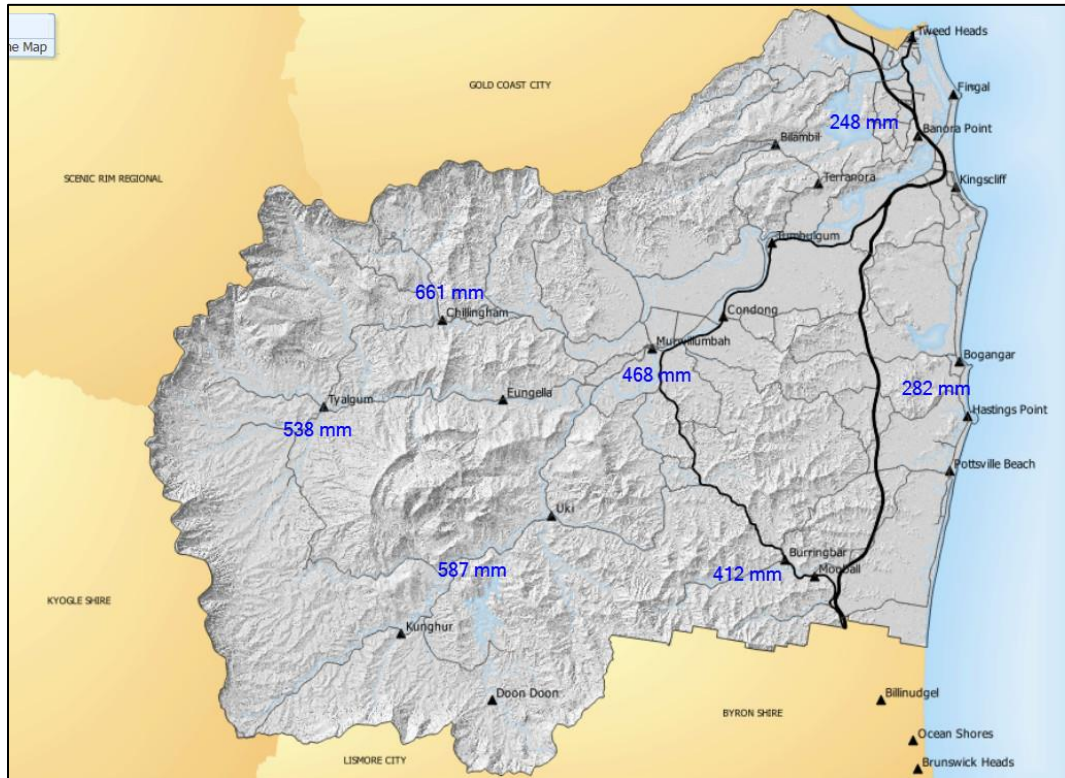 ne Map
Tweed Heads
GOLD COAST CITY
Fingal
248 mm
Banora Point
Bilambil
SCENIC RIM REGIONAL
Terranora
Kingscliff
Tumbulgum
661 mm
Chillingham
Condong
Murwillumbah
Bogangar
468 mm
282 mm
Eungella
Tyalgum
Hastings Point
538 mm
Pottsville Beach
Uki
Burringbar
587 mm
412 mm
Mooball
KYOGLE SHIRE
Kunghur
Doon Doon
Billinudgel
BYRON SHIRE
Ocean Shores
LISMORE CITY
Brunswick Heads